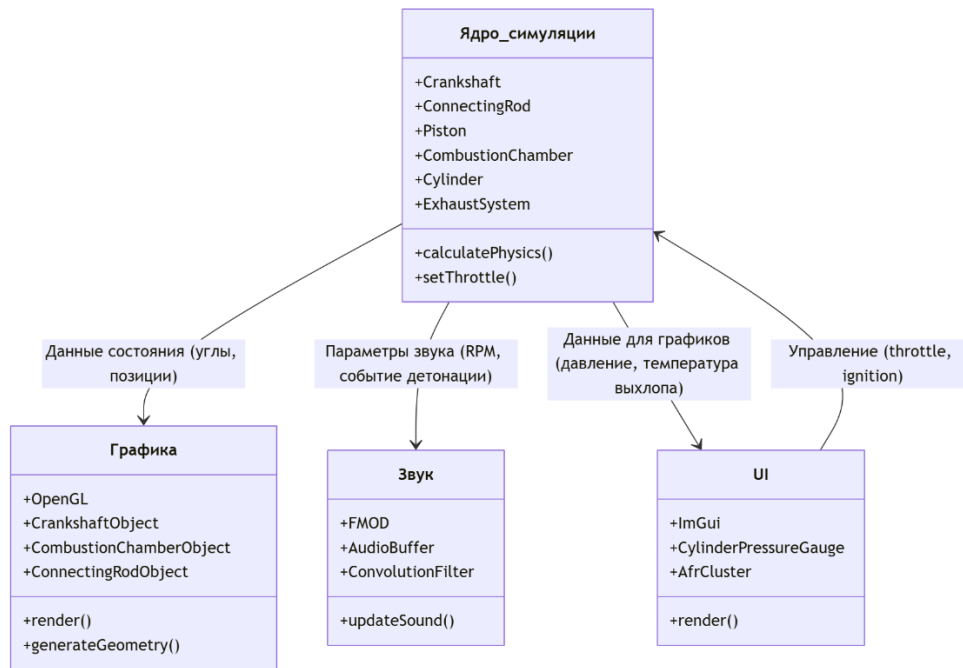 Ядро_симуляции
+Crankshaft
+ConnectingRod
+Piston
+CombustionChamber
+Cylinder
+ExhaustSystem
+calculatePhysics()
+setThrottle()
Данные состояния (углы,
позиции)
Параметры звука (RPM,
событие детонации)
Данные для графиков
(давление, температура
выхлопа)
Управление (throttle,
ignition)
Графика
+OpenGL
+CrankshaftObject
+CombustionChamberObject
+ConnectingRodObject
+render()
+generateGeometry()
Звук
+FMOD
+AudioBuffer
+ConvolutionFilter
+updateSound()
UI
+ImGui
+CylinderPressureGauge
+AfrCluster
+render()